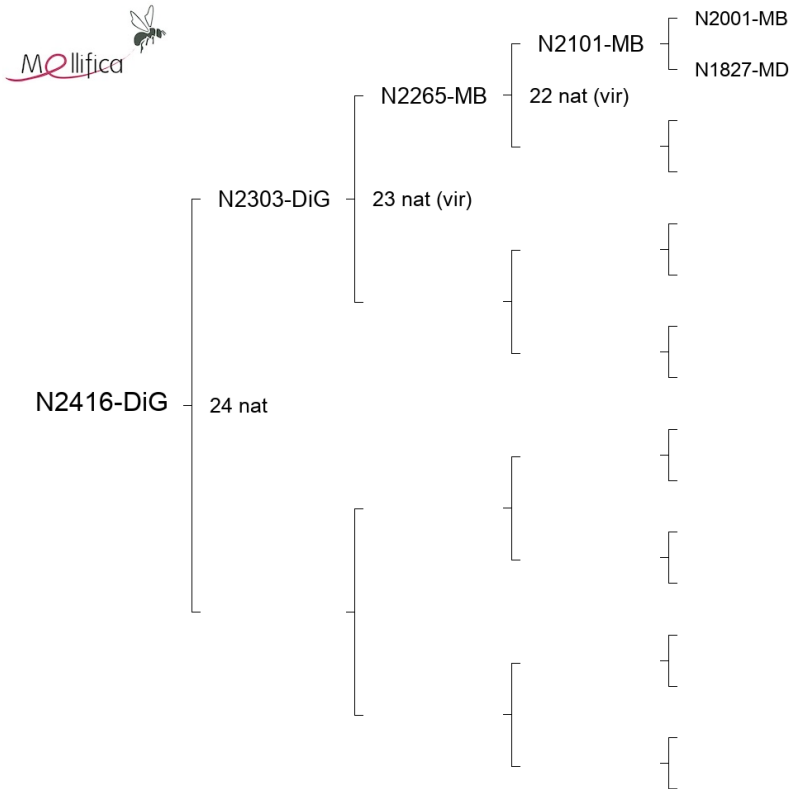 Mellifica
N2001-MB
N2101-MB
N1827-MD
N2265-MB
22 nat (vir)
N2303-DiG
23 nat (vir)
N2416-DiG
24 nat